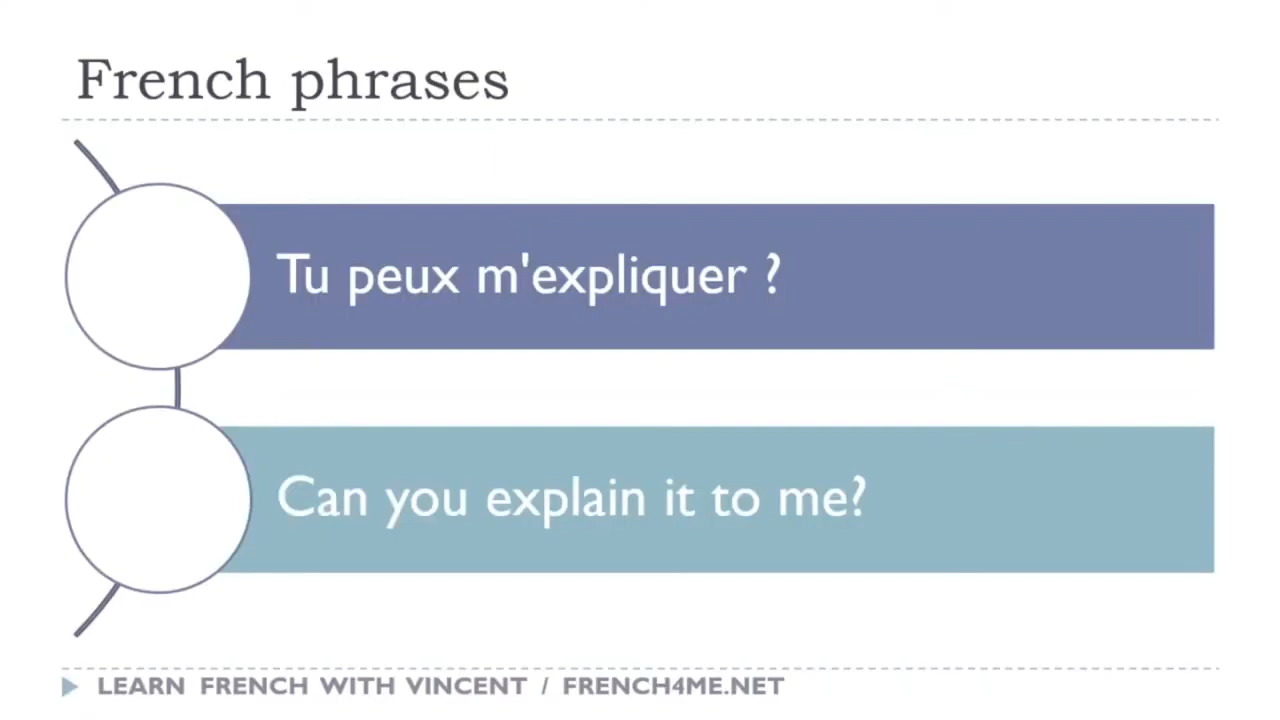 French phrases
Tu peux m'expliquer ?
Can you explain it to me?
LEARN FRENCH WITH VINCENT / FRENCH4ME.NET